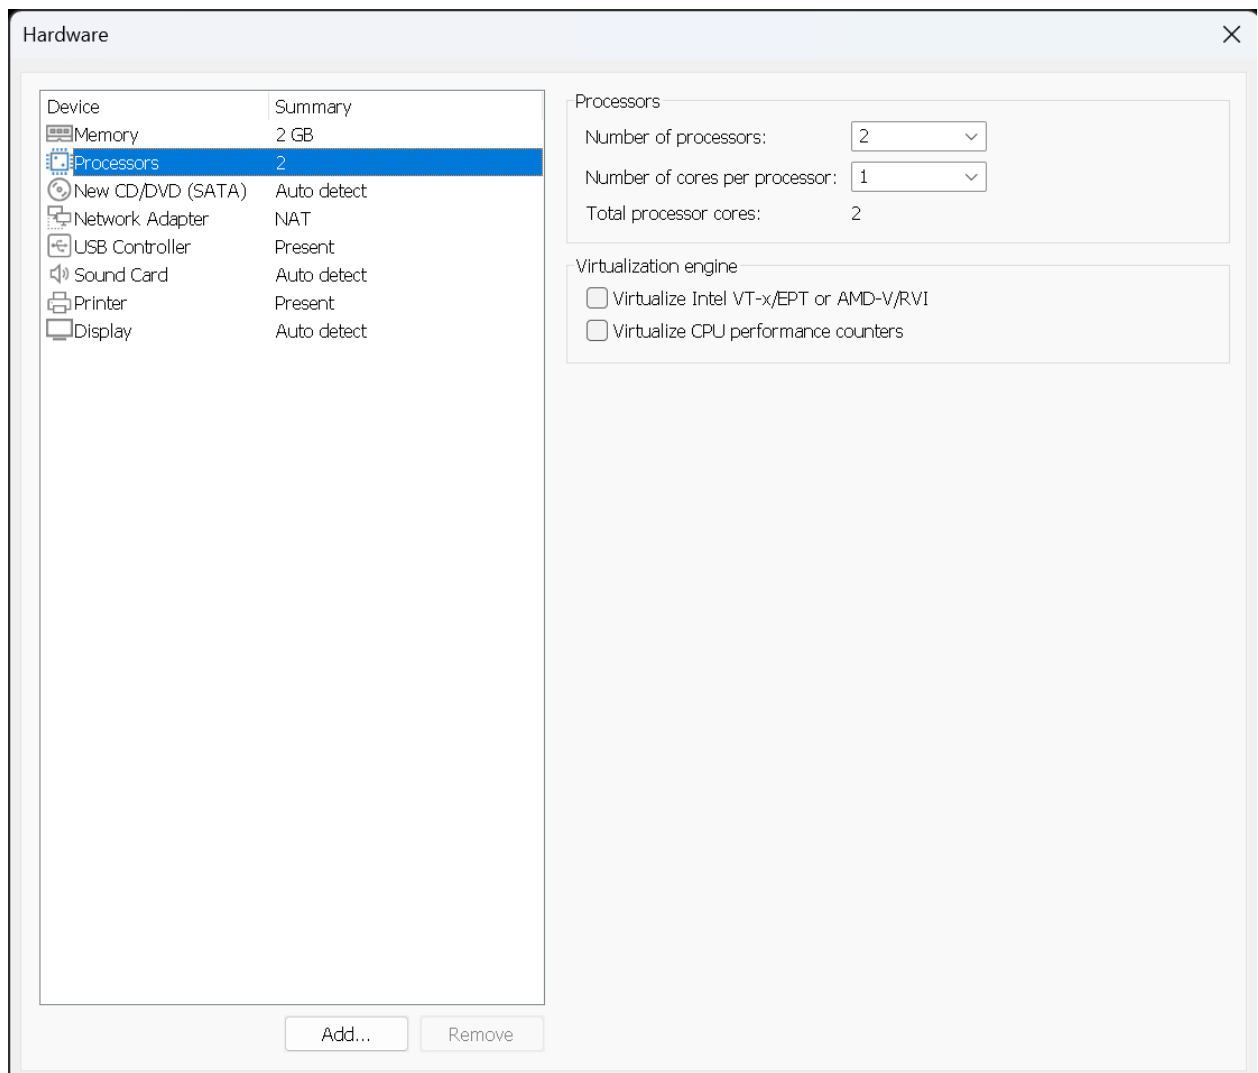 Hardware
Device Summary
Memory 2 GB
Processors 2
New CD/DVD (SATA) Auto detect
Network Adapter NAT
USB Controller Present
Sound Card Auto detect
Printer Present
Display Auto detect
Add... Remove
Processors
Number of processors: 2
Number of cores per processor: 1
Total processor cores: 2
Virtualization engine
Virtualize Intel VT-x/EPT or AMD-V/RVI
Virtualize CPU performance counters